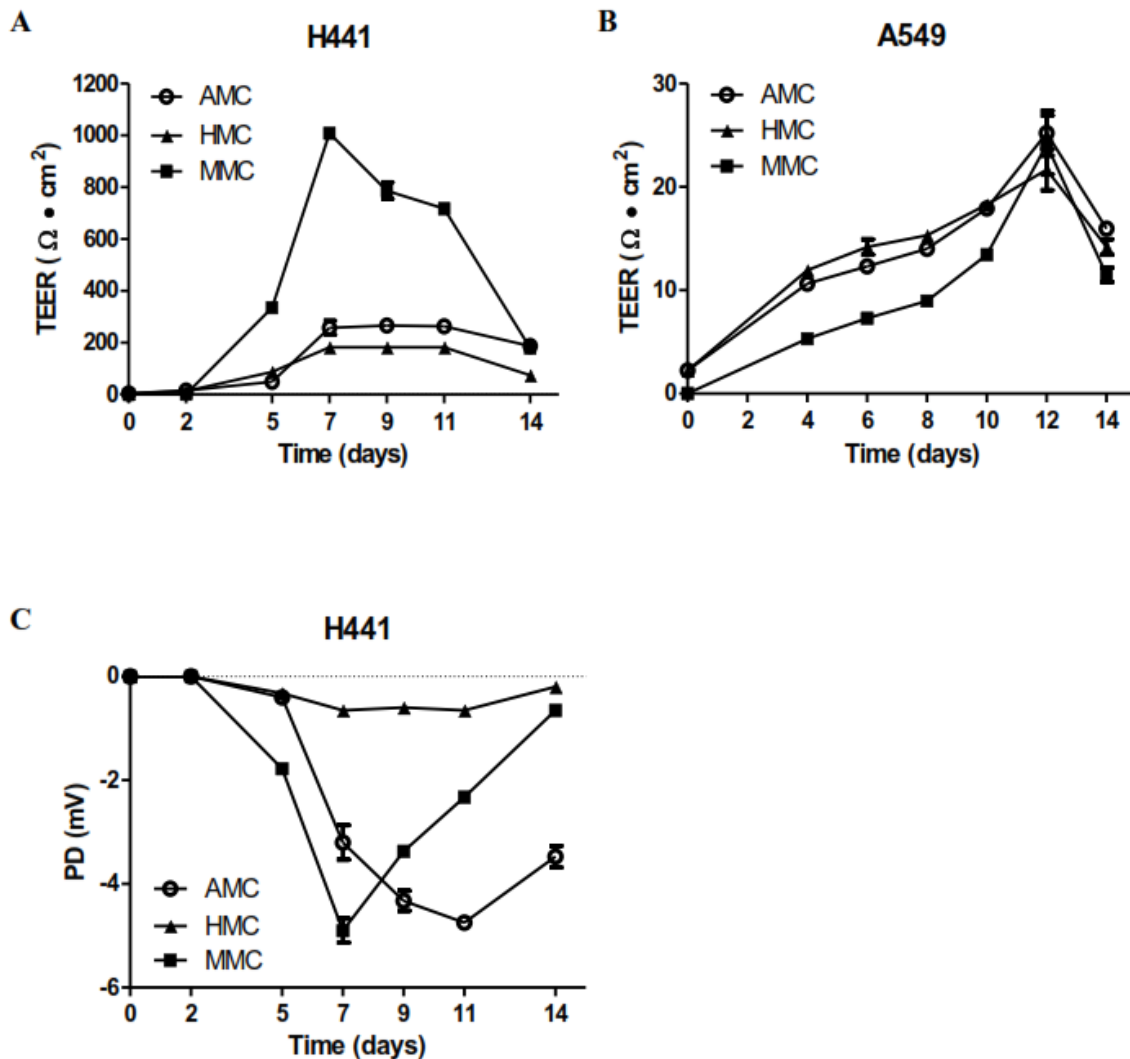 A
H441
1200
1000
800
600
400
200
0
TEER (Ω • cm²)
AMC
HMC
MMC
0 2 5 7 9 11 14
Time (days)
B
A549
30
20
10
0
TEER (Ω • cm²)
AMC
HMC
MMC
0 2 4 6 8 10 12 14
Time (days)
C
H441
0
-2
-4
-6
PD (mV)
AMC
HMC
MMC
0 2 5 7 9 11 14
Time (days)